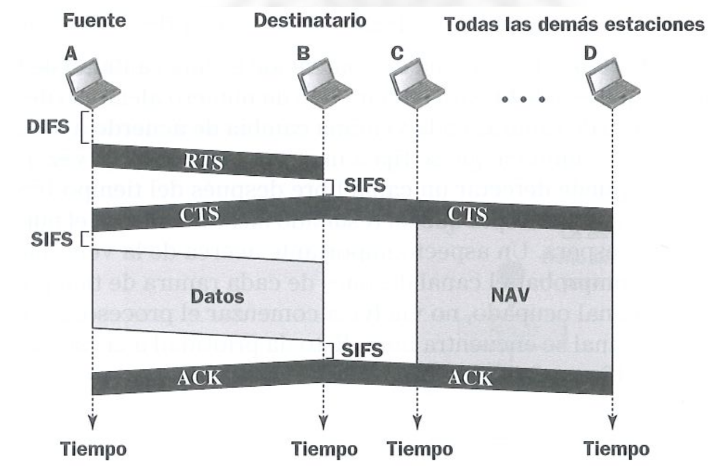 Fuente
Destinatario
Todas las demás estaciones
A
B
C
D
DIFS
RTS
SIFS
CTS
CTS
SIFS
Datos
NAV
SIFS
ACK
ACK
Tiempo
Tiempo
Tiempo
Tiempo